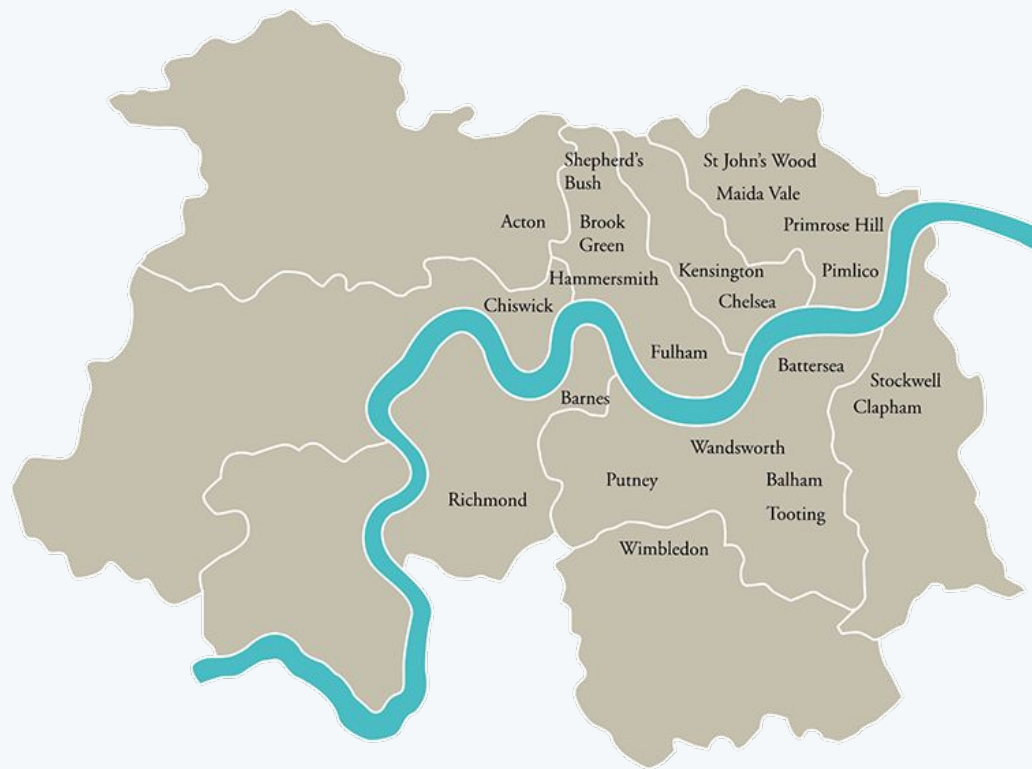 Shepherd's
Bush
St John's Wood
Maida Vale
Acton
Brook
Green
Primrose Hill
Hammersmith
Kensington
Pimlico
Chiswick
Chelsea
Fulham
Battersea
Stockwell
Barnes
Clapham
Wandsworth
Putney
Balham
Richmond
Tooting
Wimbledon